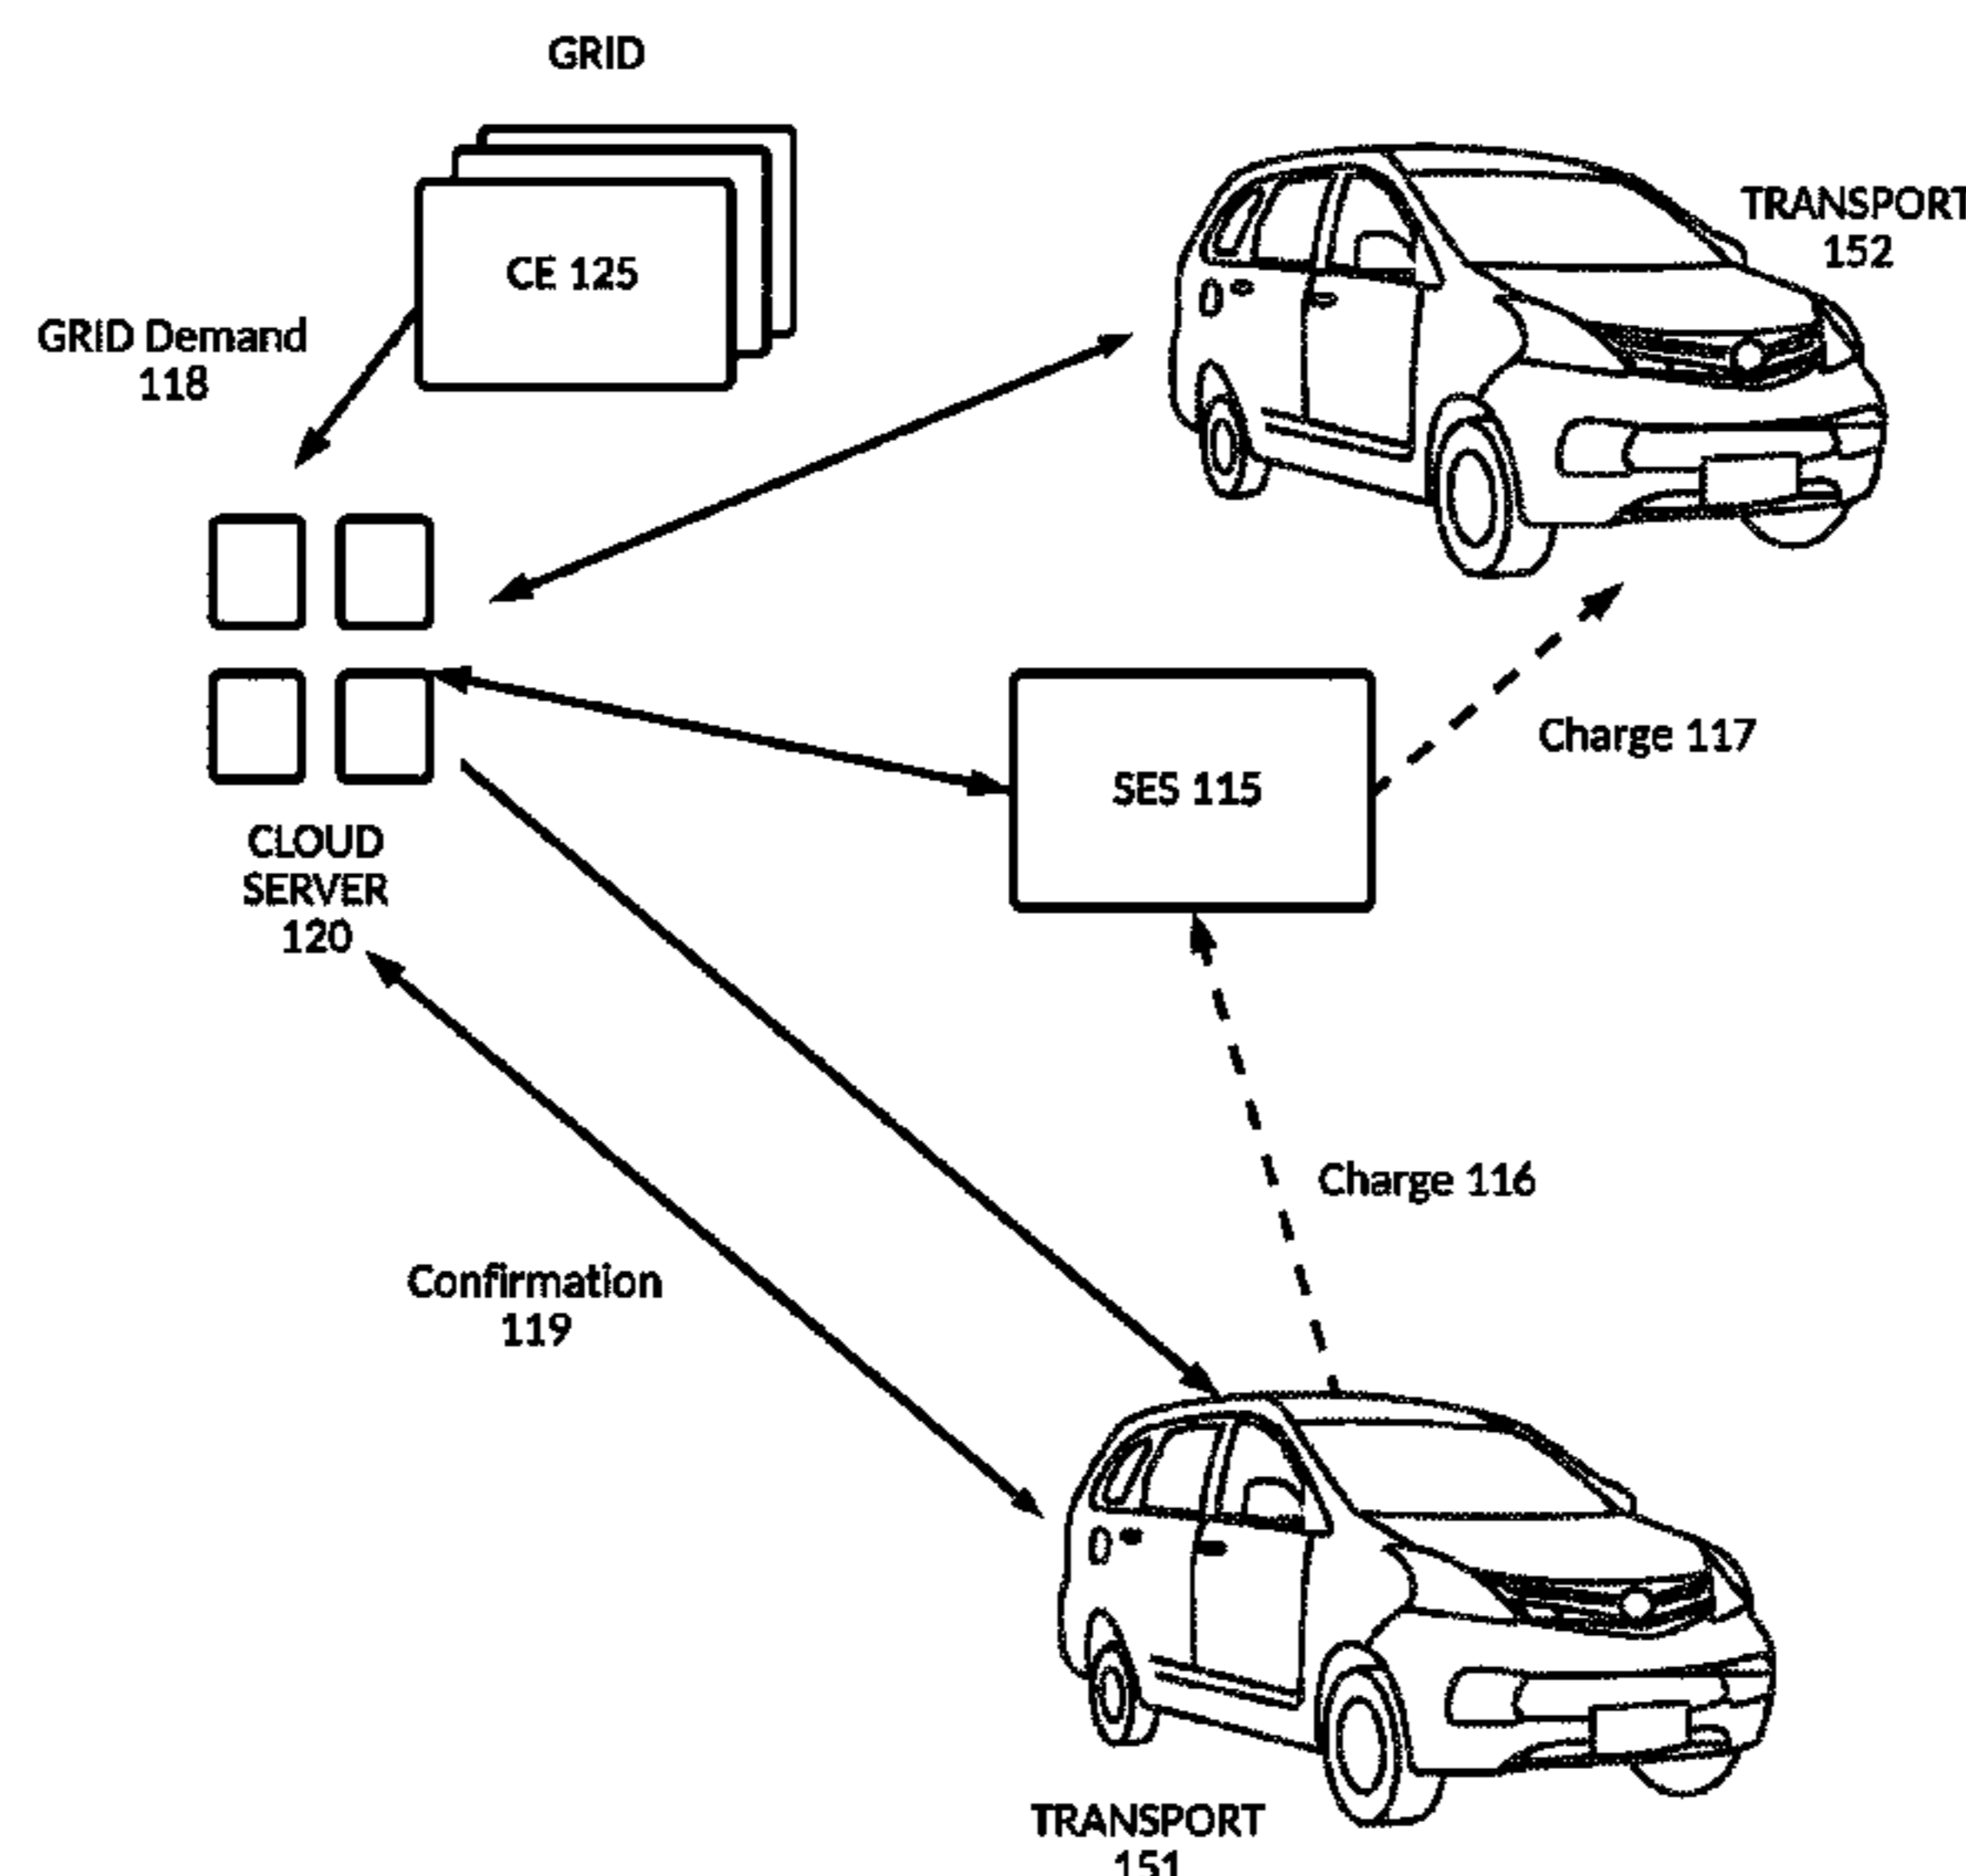 GRID
CE 125
TRANSPORT
152
GRID Demand
118
Charge 117
SES 115
CLOUD
SERVER
120
Charge 116
Confirmation
119
TRANSPORT
151